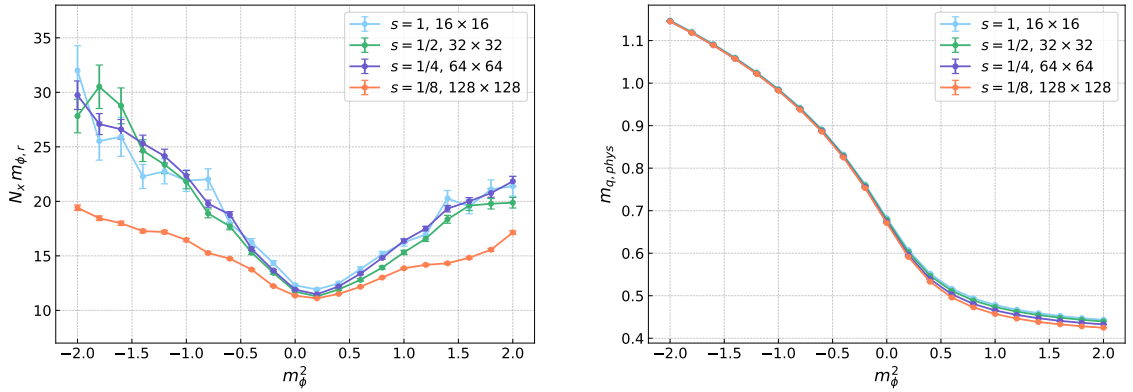 35
30
25
20
15
10
N_x m_{ϕ,r}
−2.0 −1.5 −1.0 −0.5 0.0 0.5 1.0 1.5 2.0
m_ϕ^2
s = 1, 16 × 16
s = 1/2, 32 × 32
s = 1/4, 64 × 64
s = 1/8, 128 × 128
1.1
1.0
0.9
0.8
0.7
0.6
0.5
0.4
m_{q,phys}
−2.0 −1.5 −1.0 −0.5 0.0 0.5 1.0 1.5 2.0
m_ϕ^2
s = 1, 16 × 16
s = 1/2, 32 × 32
s = 1/4, 64 × 64
s = 1/8, 128 × 128